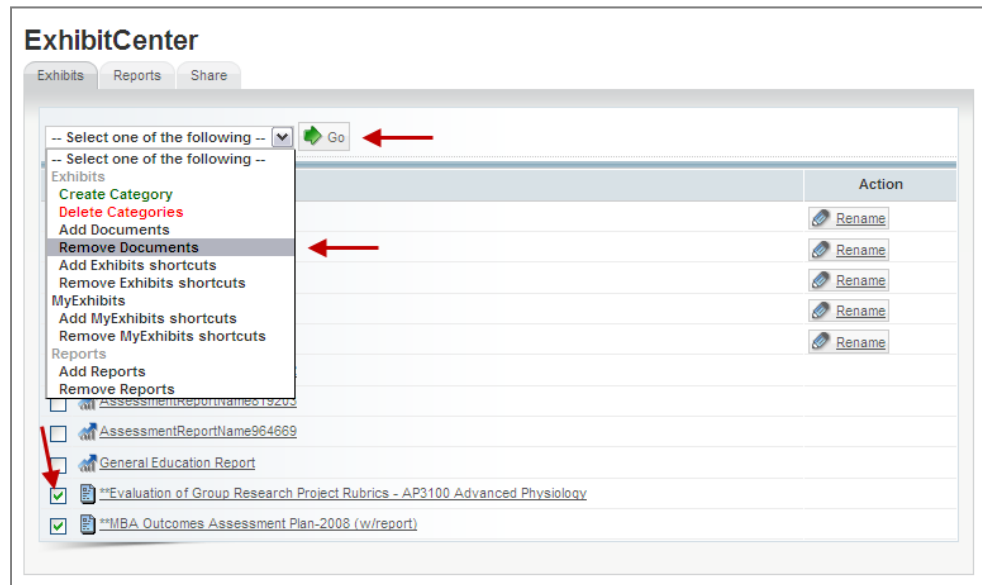 ExhibitCenter
Exhibits Reports Share
-- Select one of the following -- Go
-- Select one of the following --
Exhibits
Action
Create Category
Delete Categories
Rename
Add Documents
Remove Documents
Rename
Add Exhibits shortcuts
Remove Exhibits shortcuts
Rename
MyExhibits
Add MyExhibits shortcuts
Rename
Remove MyExhibits shortcuts
Rename
Reports
Add Reports
Remove Reports
AssessmentReportName819203
AssessmentReportName964669
General Education Report
**Evaluation of Group Research Project Rubrics - AP3100 Advanced Physiology
**MBA Outcomes Assessment Plan-2008 (w/report)